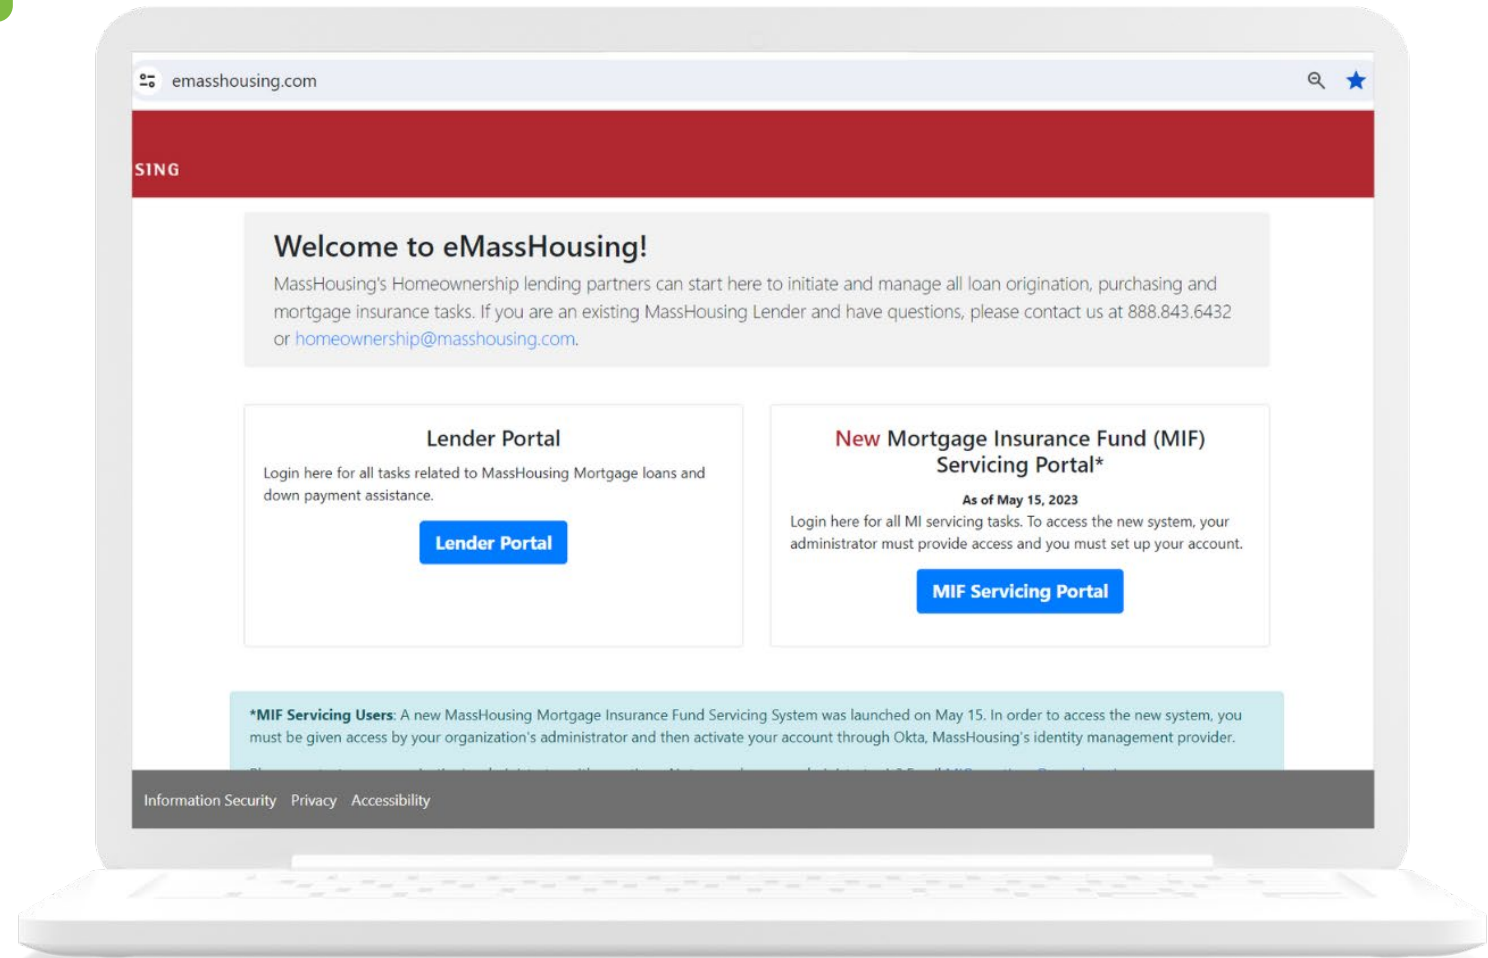 emasshousing.com
SING
Welcome to eMassHousing!
MassHousing's Homeownership lending partners can start here to initiate and manage all loan origination, purchasing and
mortgage insurance tasks. If you are an existing MassHousing Lender and have questions, please contact us at 888.843.6432
or homeownership@masshousing.com.
Lender Portal
Login here for all tasks related to MassHousing Mortgage loans and
down payment assistance.
Lender Portal
New Mortgage Insurance Fund (MIF)
Servicing Portal*
As of May 15, 2023
Login here for all MI servicing tasks. To access the new system, your
administrator must provide access and you must set up your account.
MIF Servicing Portal
*MIF Servicing Users: A new MassHousing Mortgage Insurance Fund Servicing System was launched on May 15. In order to access the new system, you
must be given access by your organization's administrator and then activate your account through Okta, MassHousing's identity management provider.
Information Security Privacy Accessibility